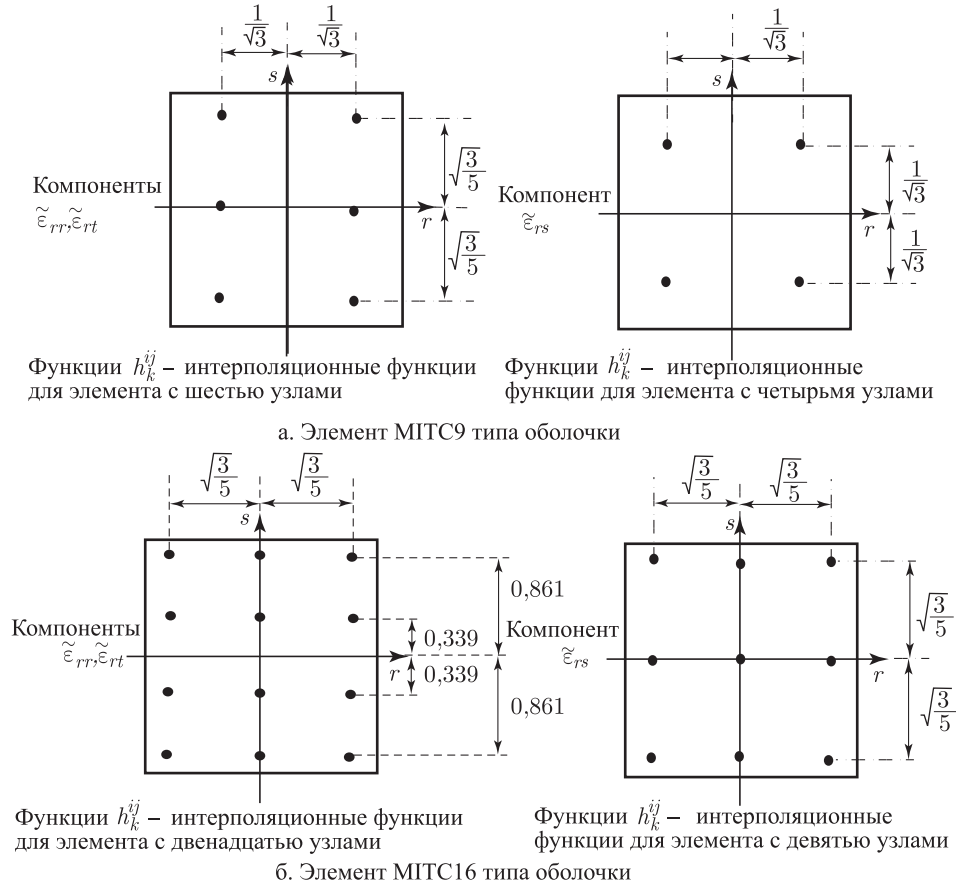 1/√3 1/√3
s
√3/5
Компоненты
ε̃rr, ε̃rt
r
√3/5
Функции h_k^ij – интерполяционные функции
для элемента с шестью узлами
1/√3
s
1/√3
Компонент
ε̃rs
r
1/√3
Функции h_k^ij – интерполяционные
функции для элемента с четырьмя узлами
а. Элемент MITC9 типа оболочки
√3/5 √3/5
s
0,861
Компоненты
ε̃rr, ε̃rt
0,339
r
0,339
0,861
Функции h_k^ij – интерполяционные функции
для элемента с двенадцатью узлами
√3/5 √3/5
s
√3/5
Компонент
ε̃rs
r
√3/5
Функции h_k^ij – интерполяционные
функции для элемента с девятью узлами
б. Элемент MITC16 типа оболочки